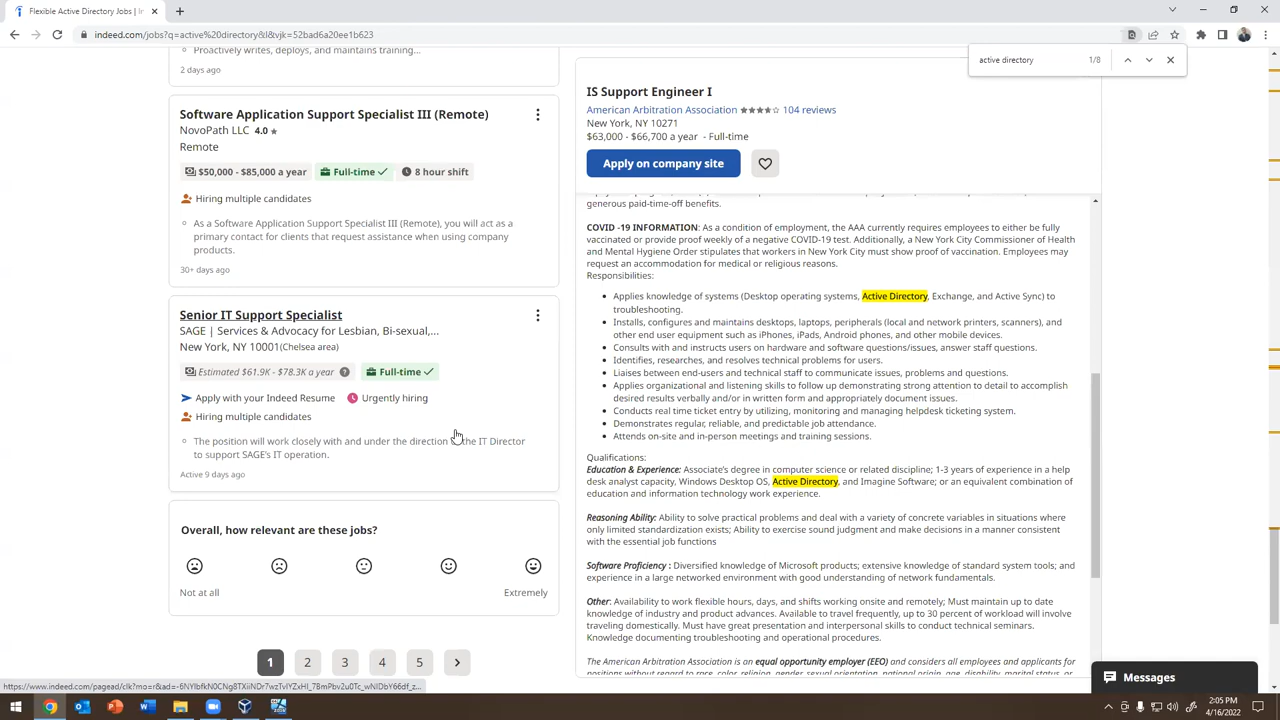 Flexible Active Directory Jobs | In
indeed.com/jobs?q=active%20directory&l&vjk=52bad6a20ee1b623
active directory 1/8
Proactively writes, deploys, and maintains training...
2 days ago
Software Application Support Specialist III (Remote)
NovoPath LLC 4.0 ★
Remote
$50,000 - $85,000 a year Full-time 8 hour shift
Hiring multiple candidates
As a Software Application Support Specialist III (Remote), you will act as a
primary contact for clients that request assistance when using company
products.
30+ days ago
Senior IT Support Specialist
SAGE | Services & Advocacy for Lesbian, Bi-sexual,...
New York, NY 10001 (Chelsea area)
Estimated $61.9K - $78.3K a year Full-time
Apply with your Indeed Resume Urgently hiring
Hiring multiple candidates
The position will work closely with and under the direction the IT Director
to support SAGE's IT operation.
Active 9 days ago
Overall, how relevant are these jobs?
Not at all Extremely
1 2 3 4 5
IS Support Engineer I
American Arbitration Association 104 reviews
New York, NY 10271
$63,000 - $66,700 a year - Full-time
Apply on company site
generous paid-time-off benefits.
COVID -19 INFORMATION: As a condition of employment, the AAA currently requires employees to either be fully
vaccinated or provide proof weekly of a negative COVID-19 test. Additionally, a New York City Commissioner of Health
and Mental Hygiene Order stipulates that workers in New York City must show proof of vaccination. Employees may
request an accommodation for medical or religious reasons.
Responsibilities:
Applies knowledge of systems (Desktop operating systems, Active Directory, Exchange, and Active Sync) to
troubleshooting.
Installs, configures and maintains desktops, laptops, peripherals (local and network printers, scanners), and
other end user equipment such as iPhones, iPads, Android phones, and other mobile devices.
Consults with and instructs users on hardware and software questions/issues, answer staff questions.
Identifies, researches, and resolves technical problems for users.
Liaises between end-users and technical staff to communicate issues, problems and questions.
Applies organizational and listening skills to follow up demonstrating strong attention to detail to accomplish
desired results verbally and/or in written form and appropriately document issues.
Conducts real time ticket entry by utilizing, monitoring and managing helpdesk ticketing system.
Demonstrates regular, reliable, and predictable job attendance.
Attends on-site and in-person meetings and training sessions.
Qualifications:
Education & Experience: Associate's degree in computer science or related discipline; 1-3 years of experience in a help
desk analyst capacity, Windows Desktop OS, Active Directory, and Imagine Software; or an equivalent combination of
education and information technology work experience.
Reasoning Ability: Ability to solve practical problems and deal with a variety of concrete variables in situations where
only limited standardization exists; Ability to exercise sound judgment and make decisions in a manner consistent
with the essential job functions
Software Proficiency : Diversified knowledge of Microsoft products; extensive knowledge of standard system tools; and
experience in a large networked environment with good understanding of network fundamentals.
Other: Availability to work flexible hours, days, and shifts working onsite and remotely; Must maintain up to date
knowledge of industry and product advances. Available to travel frequently, up to 30 percent of workload will involve
traveling domestically. Must have great presentation and interpersonal skills to conduct technical seminars.
Knowledge documenting troubleshooting and operational procedures.
The American Arbitration Association is an equal opportunity employer (EEO) and considers all employees and applicants for
Messages
2:05 PM
4/16/2022